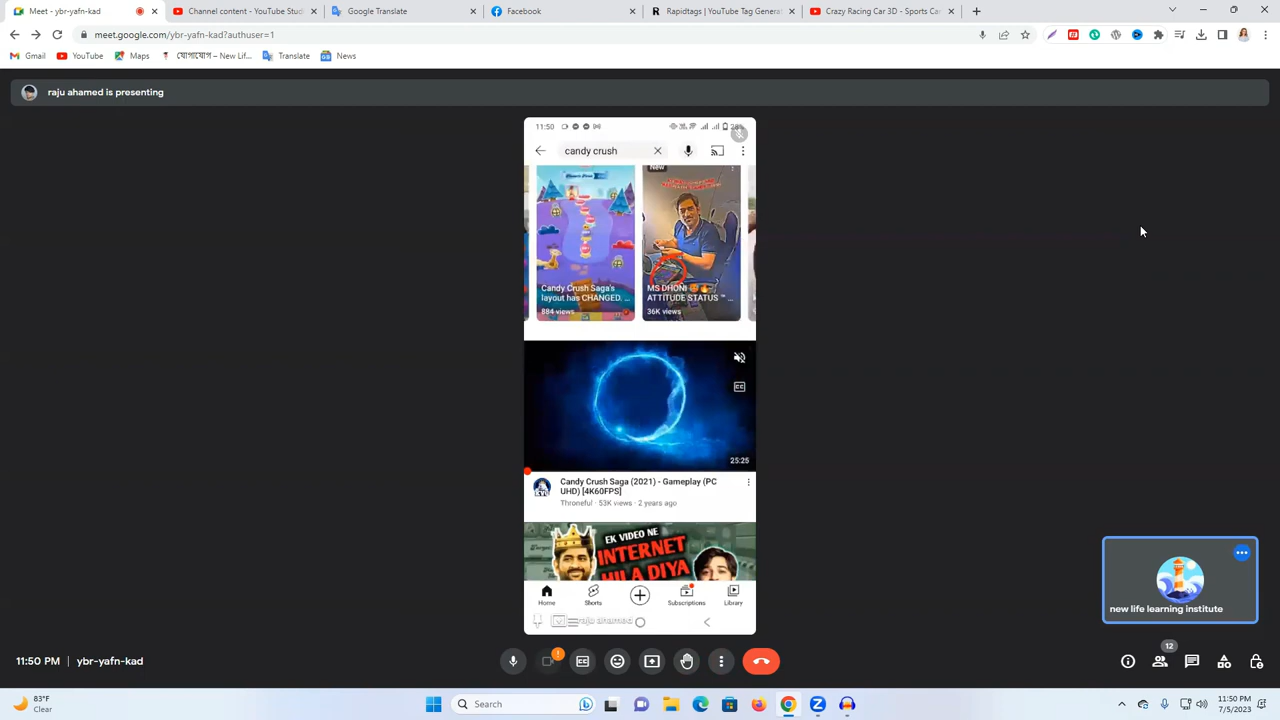 Meet - ybr-yafn-kad
Channel content - YouTube Stud
Google Translate
Facebook
Rapidtags | YouTube Tag Generat
Crazy Racing Car 3D - Sports Car
meet.google.com/ybr-yafn-kad?authuser=1
Gmail
YouTube
Maps
যোগাযোগ – New Lif...
Translate
News
raju ahamed is presenting
11:50
candy crush
New
Candy Crush Saga's
layout has CHANGED. ...
884 views
MS DHONI
ATTITUDE STATUS ™ ...
36K views
CC
25:25
Candy Crush Saga (2021) - Gameplay (PC
UHD) [4K60FPS]
Throneful · 53K views · 2 years ago
EK VIDEO NE
INTERNET
HILA DIYA
Home
Shorts
Subscriptions
Library
raju ahamed
new life learning institute
12
11:50 PM | ybr-yafn-kad
83°F
Clear
Search
11:50 PM
7/5/2023